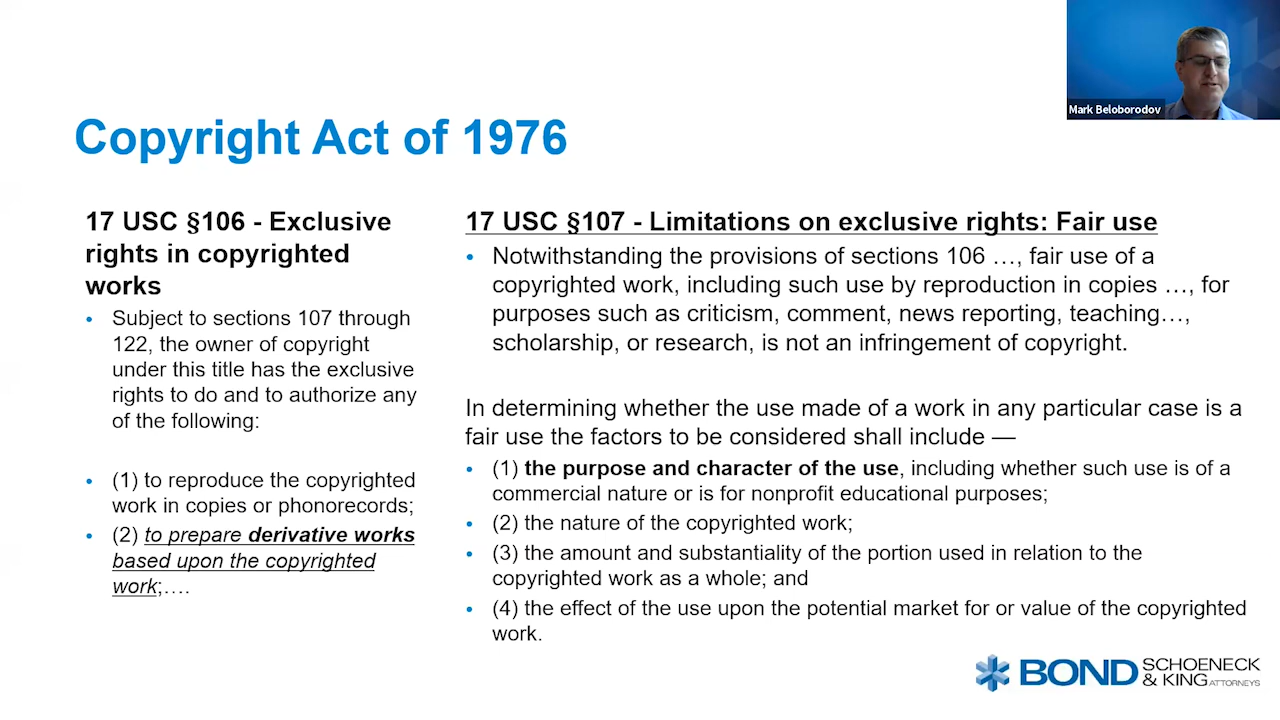 Mark Beloborodov
Copyright Act of 1976
17 USC §106 - Exclusive
rights in copyrighted
works
• Subject to sections 107 through
122, the owner of copyright
under this title has the exclusive
rights to do and to authorize any
of the following:
• (1) to reproduce the copyrighted
work in copies or phonorecords;
• (2) to prepare derivative works
based upon the copyrighted
work;….
17 USC §107 - Limitations on exclusive rights: Fair use
• Notwithstanding the provisions of sections 106 …, fair use of a
copyrighted work, including such use by reproduction in copies …, for
purposes such as criticism, comment, news reporting, teaching…,
scholarship, or research, is not an infringement of copyright.
In determining whether the use made of a work in any particular case is a
fair use the factors to be considered shall include —
• (1) the purpose and character of the use, including whether such use is of a
commercial nature or is for nonprofit educational purposes;
• (2) the nature of the copyrighted work;
• (3) the amount and substantiality of the portion used in relation to the
copyrighted work as a whole; and
• (4) the effect of the use upon the potential market for or value of the copyrighted
work.
BOND SCHOENECK
& KING ATTORNEYS